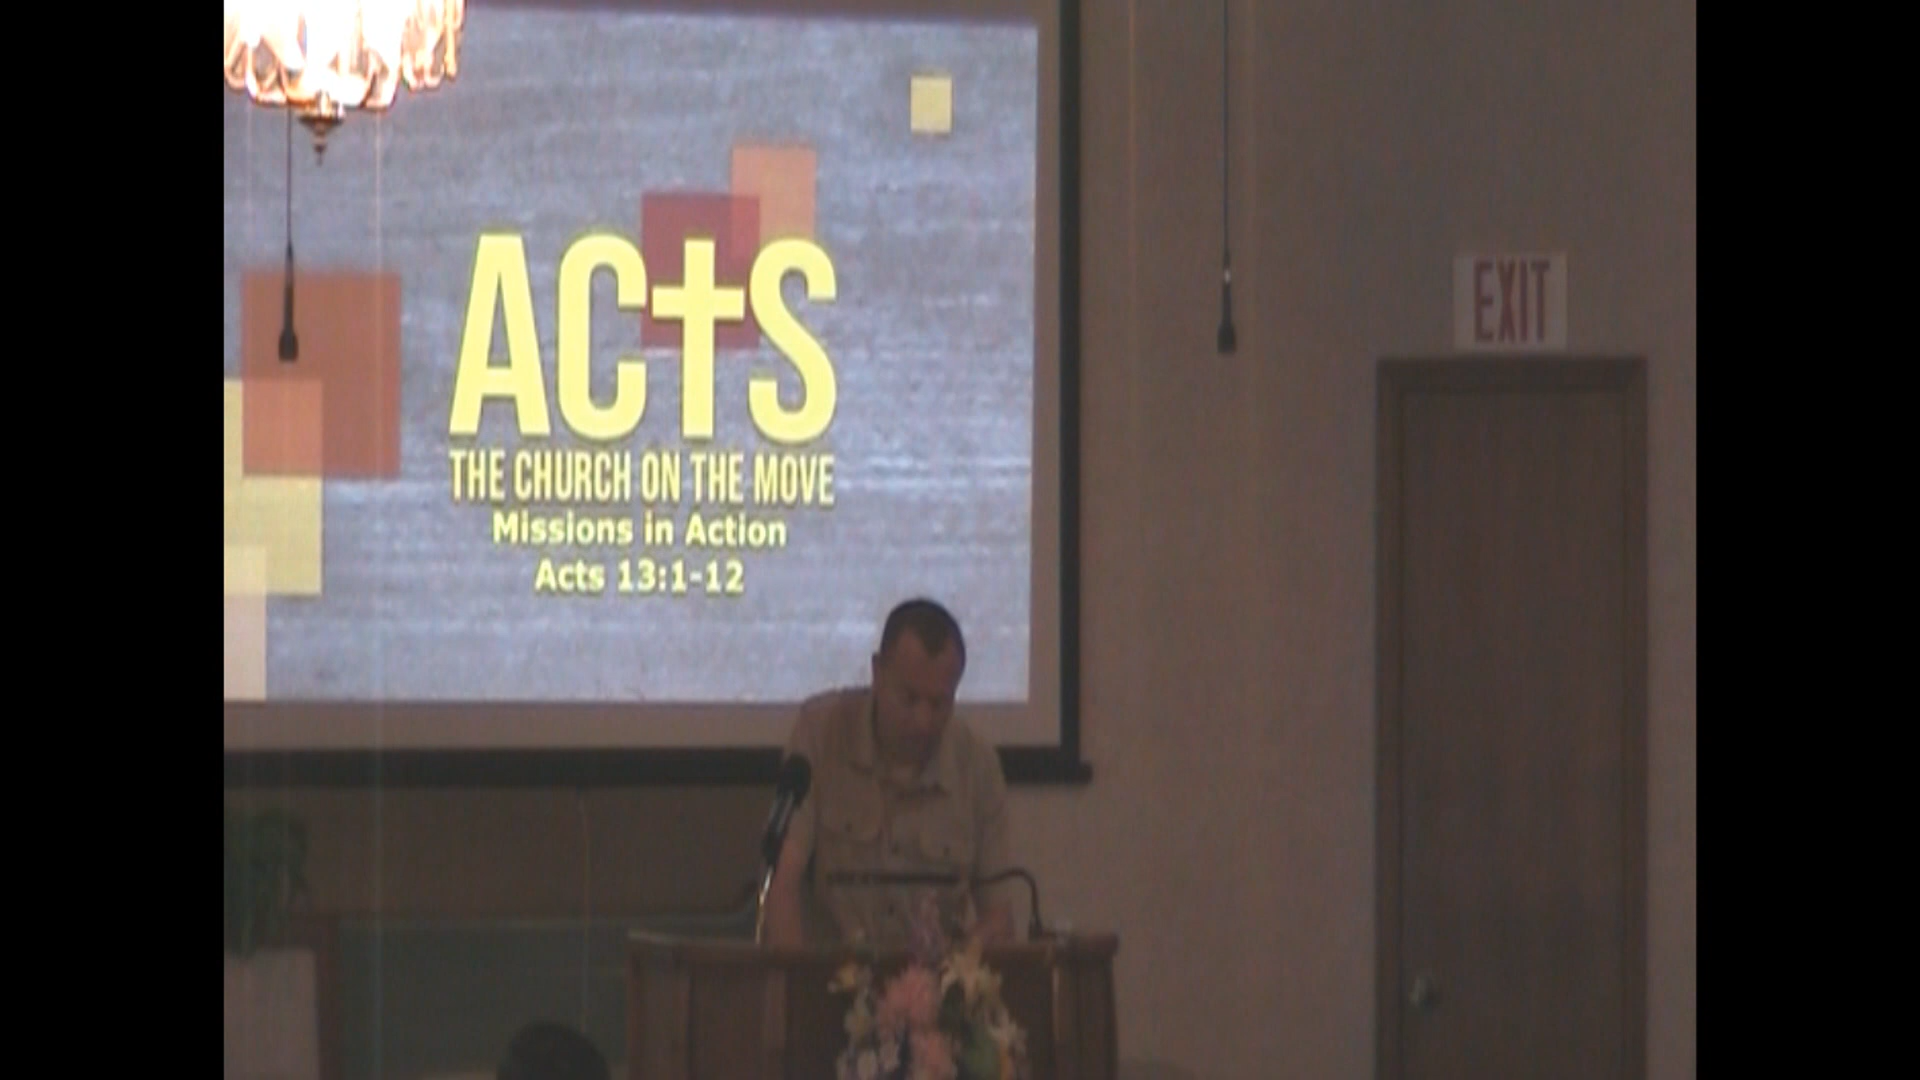 ACtS
THE CHURCH ON THE MOVE
Missions in Action
Acts 13:1-12
EXIT